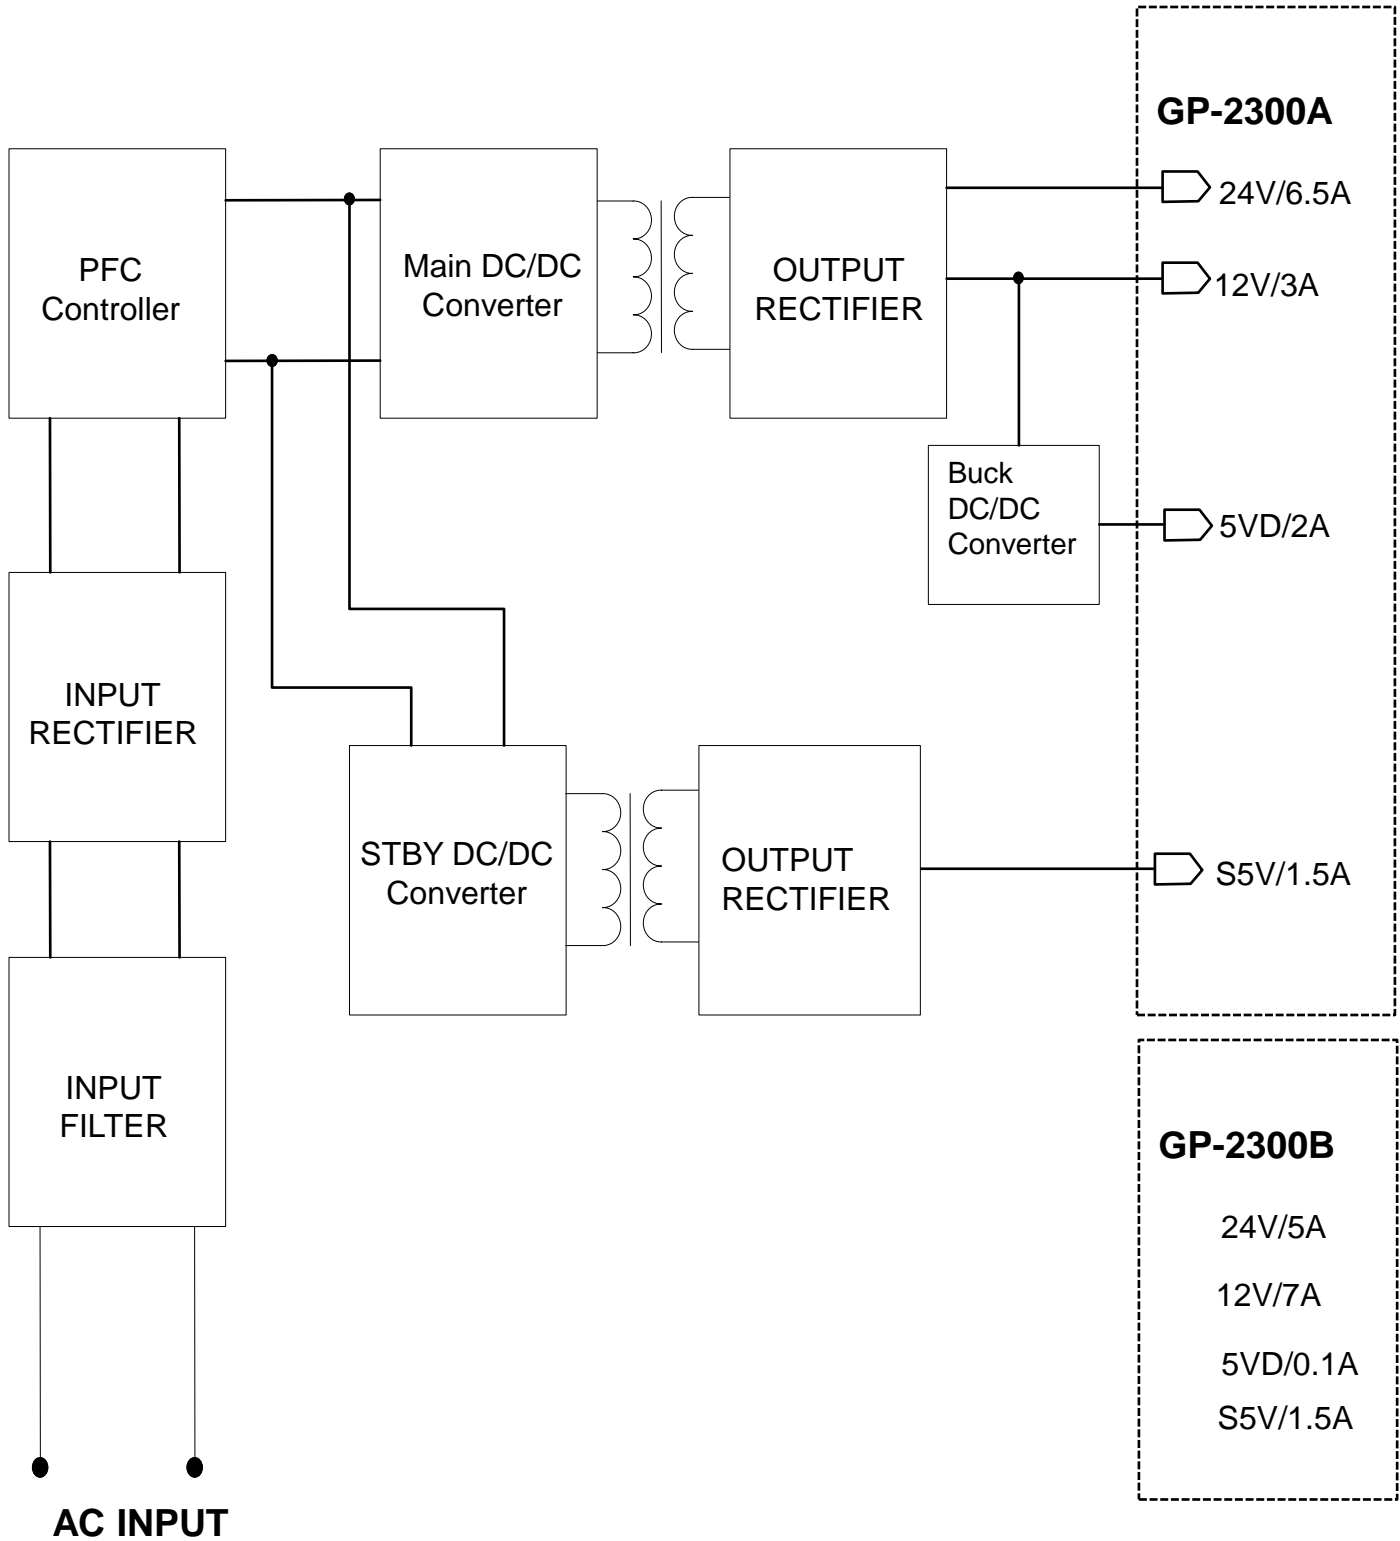 GP-2300A
24V/6.5A
PFC
Controller
Main DC/DC
Converter
OUTPUT
RECTIFIER
12V/3A
Buck
DC/DC
Converter
5VD/2A
INPUT
RECTIFIER
STBY DC/DC
Converter
OUTPUT
RECTIFIER
S5V/1.5A
INPUT
FILTER
GP-2300B
24V/5A
12V/7A
5VD/0.1A
S5V/1.5A
AC INPUT